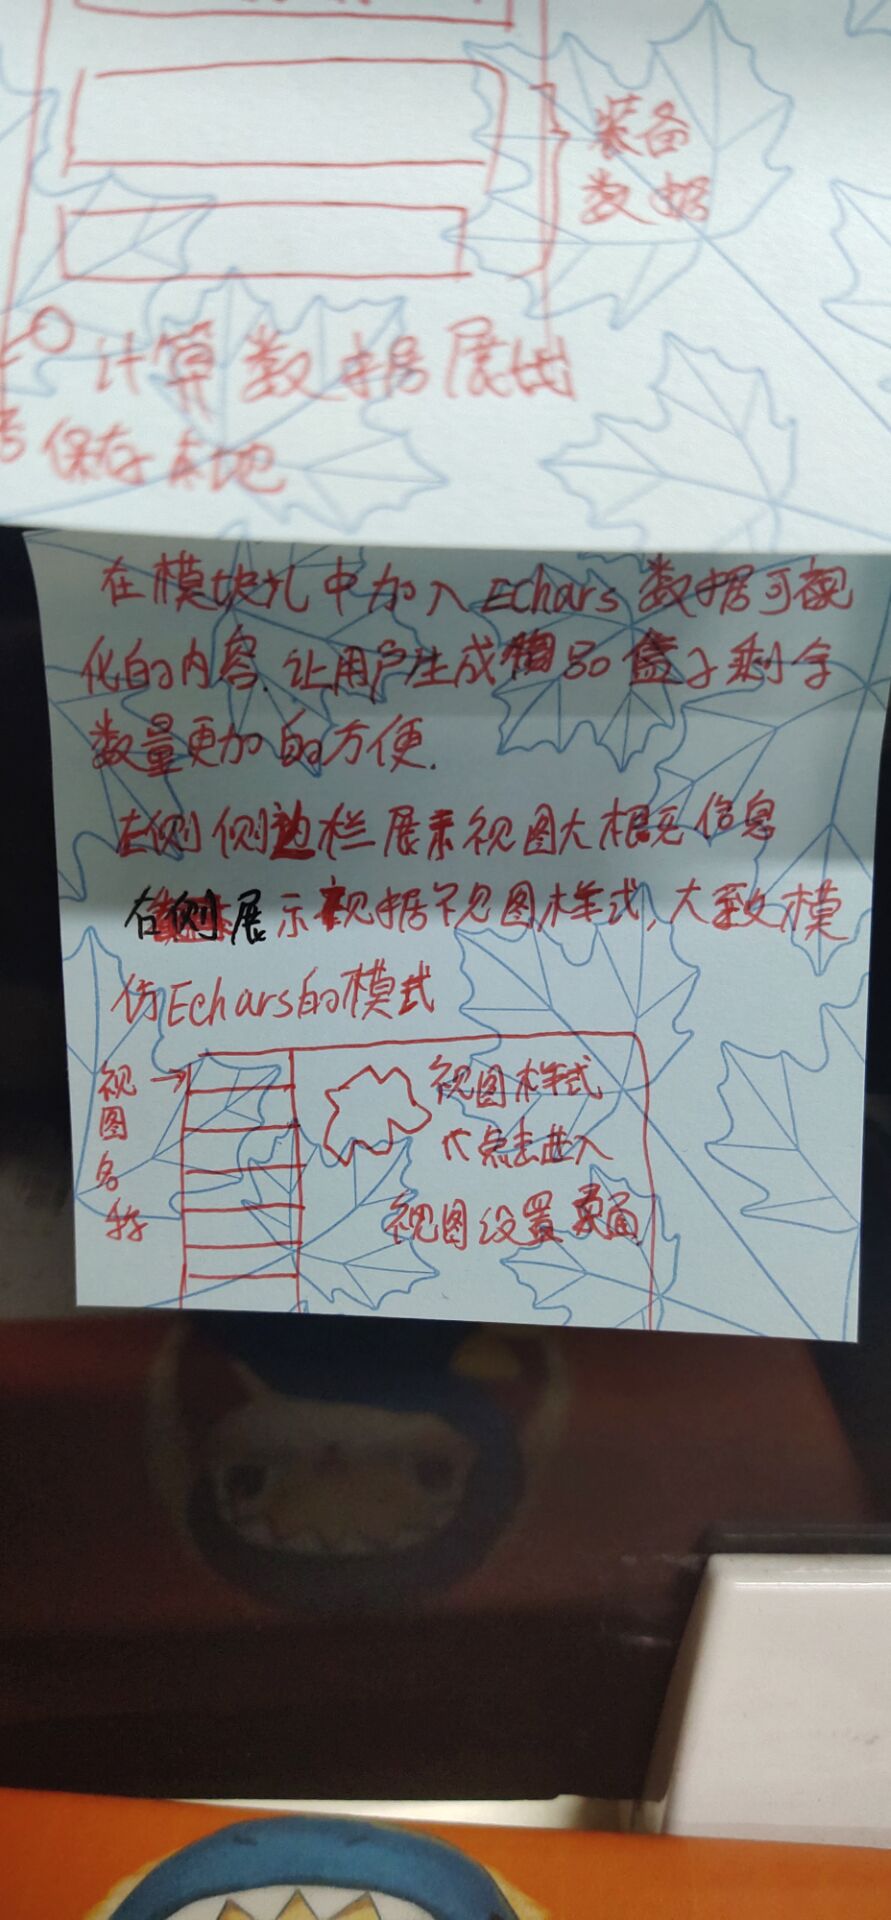 装备
数据
计算数据展出
保存本地
在模块儿中加入Echars数据可视
化的内容.让用户生成物品盒子剩余
数量更加的方便.
左侧侧边栏展示视图大概信息
右侧展示数据视图样式,大致模
仿Echars的模式
视图名称
视图样式
点击进入
视图设置页面